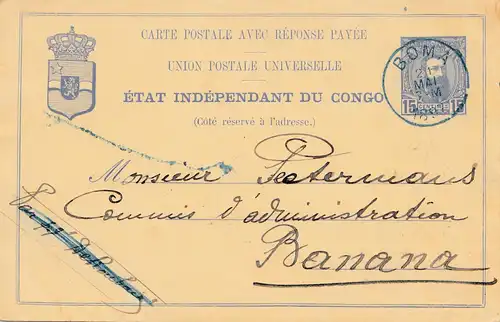 CARTE POSTALE AVEC RÉPONSE PAYÉE
UNION POSTALE UNIVERSELLE
ÉTAT INDÉPENDANT DU CONGO
(Côté réservé à l'adresse.)
BOMA
MAI
15 15
Monsieur Pestermans
Commis d'administration
Banana